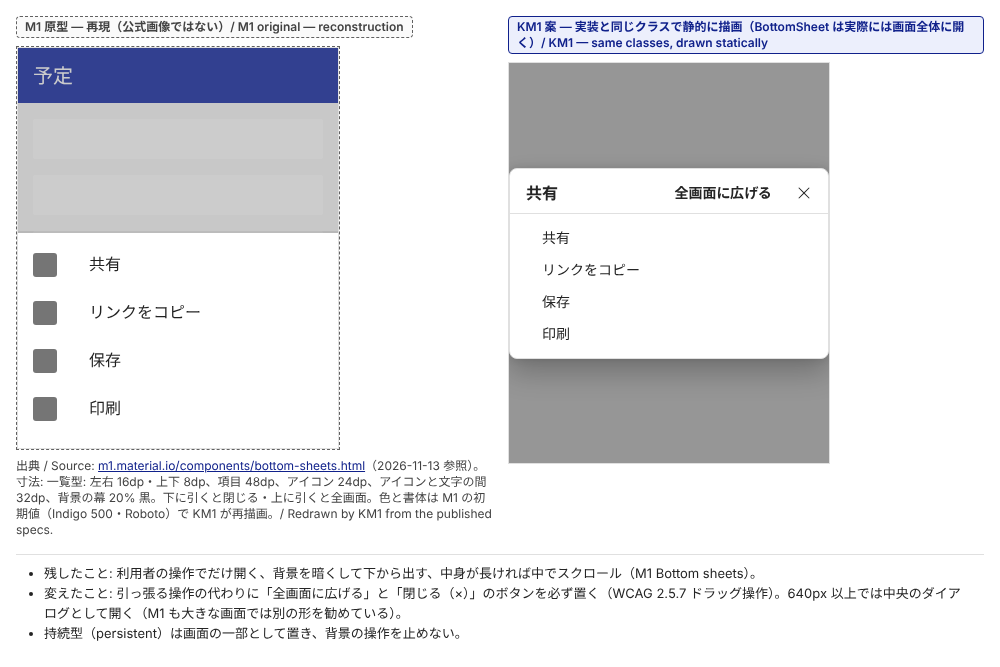 M1 原型 — 再現（公式画像ではない）/ M1 original — reconstruction
予定
共有
リンクをコピー
保存
印刷
出典 / Source: m1.material.io/components/bottom-sheets.html（2026-11-13 参照）。
寸法: 一覧型: 左右 16dp・上下 8dp、項目 48dp、アイコン 24dp、アイコンと文字の間
32dp、背景の幕 20% 黒。下に引くと閉じる・上に引くと全画面。色と書体は M1 の初
期値（Indigo 500・Roboto）で KM1 が再描画。/ Redrawn by KM1 from the published
specs.
KM1 案 — 実装と同じクラスで静的に描画（BottomSheet は実際には画面全体に開
く）/ KM1 — same classes, drawn statically
共有 全画面に広げる ×
共有
リンクをコピー
保存
印刷
• 残したこと: 利用者の操作でだけ開く、背景を暗くして下から出す、中身が長ければ中でスクロール（M1 Bottom sheets）。
• 変えたこと: 引っ張る操作の代わりに「全画面に広げる」と「閉じる（×）」のボタンを必ず置く（WCAG 2.5.7 ドラッグ操作）。640px 以上では中央のダイア
ログとして開く（M1 も大きな画面では別の形を勧めている）。
• 持続型（persistent）は画面の一部として置き、背景の操作を止めない。